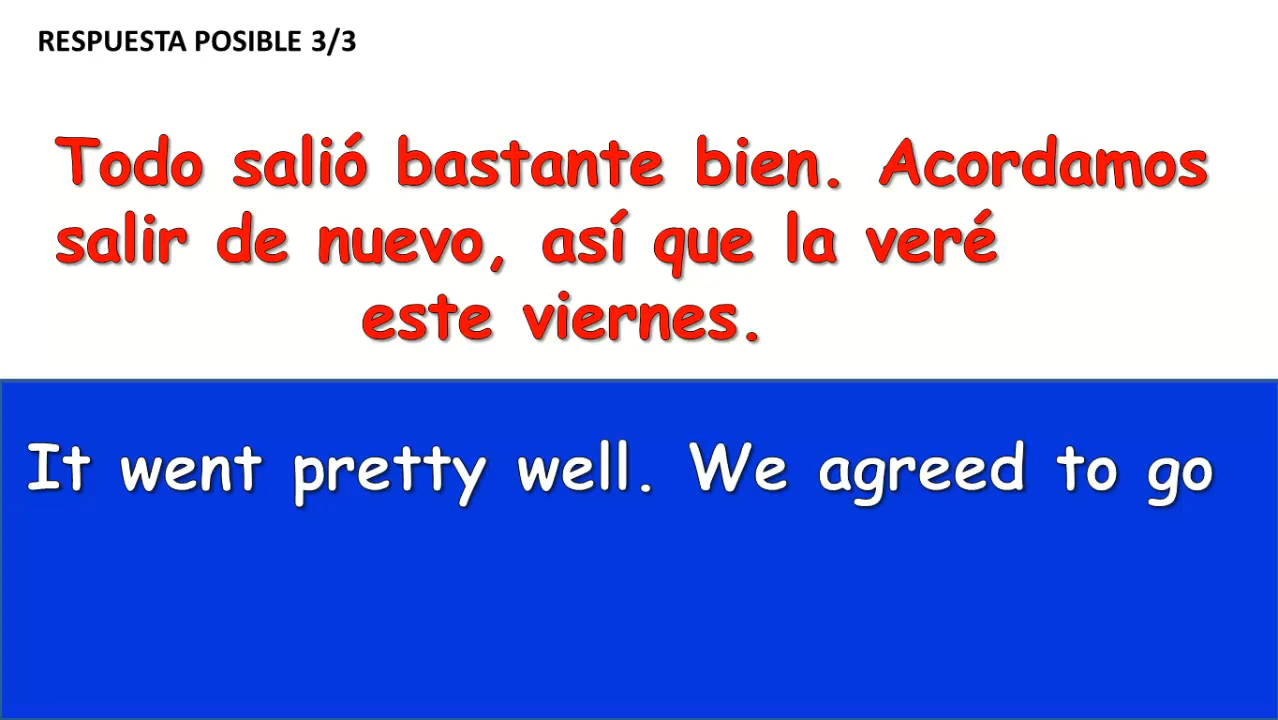 RESPUESTA POSIBLE 3/3
Todo salió bastante bien. Acordamos
salir de nuevo, así que la veré
este viernes.
It went pretty well. We agreed to go